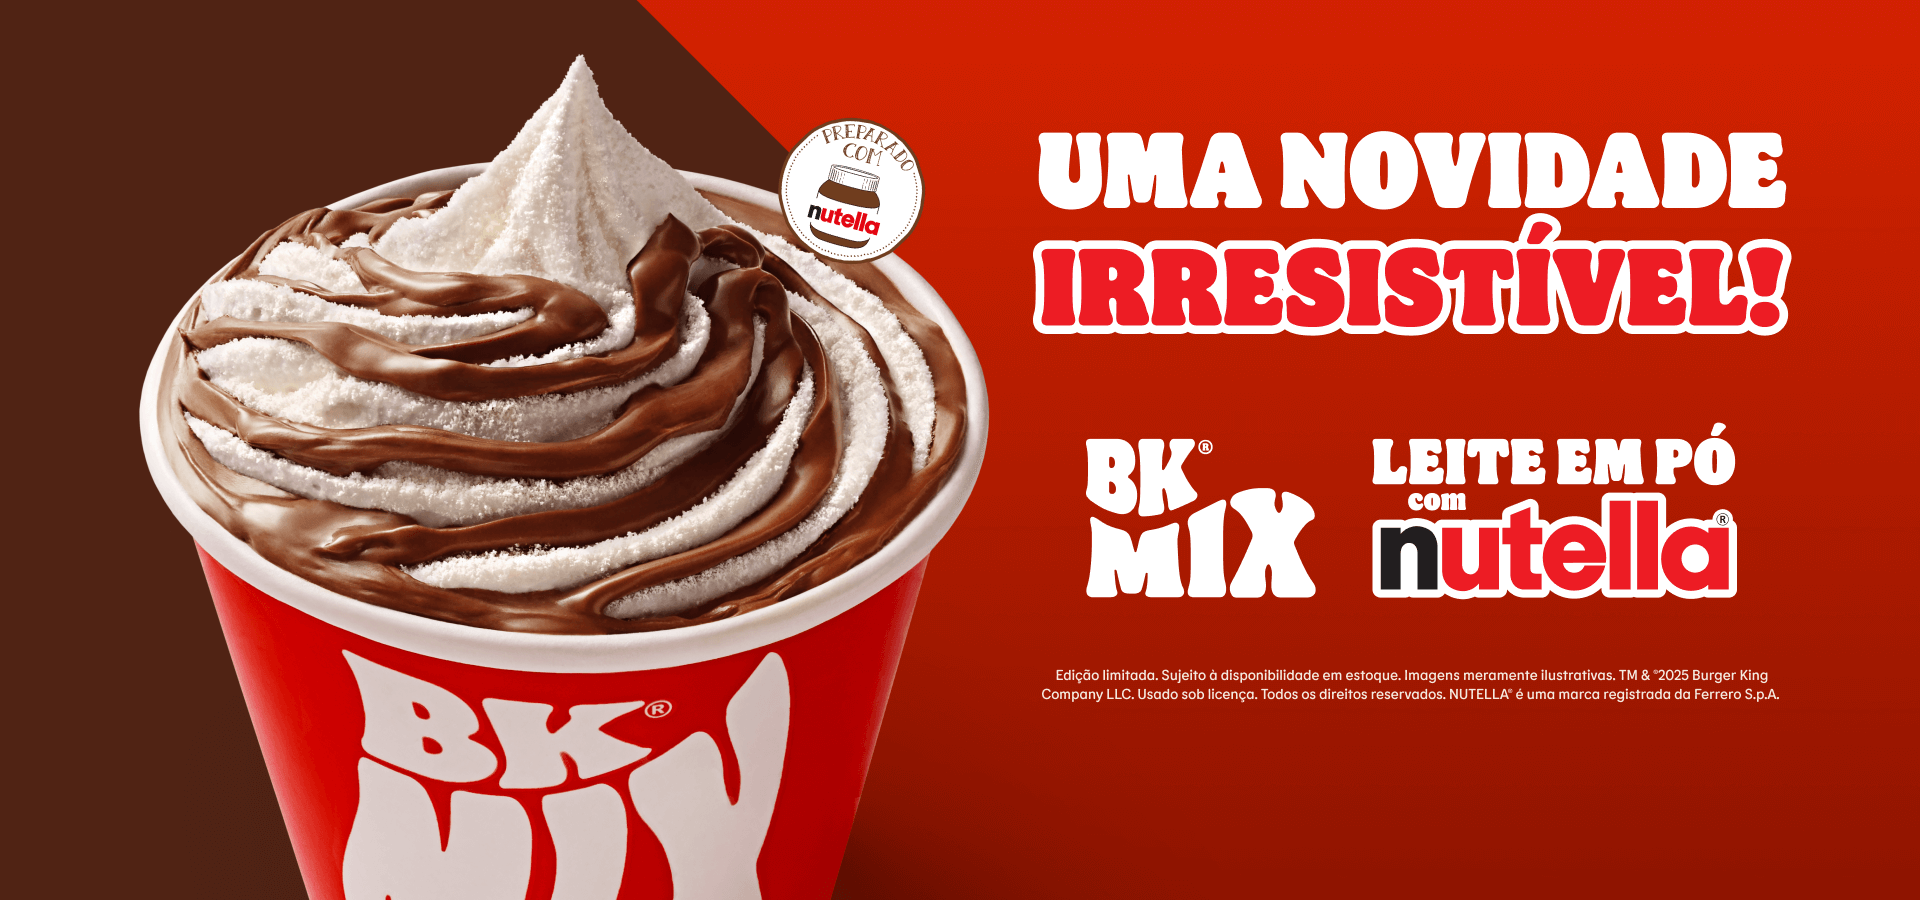 PREPARADO
COM
nutella
UMA NOVIDADE
IRRESISTÍVEL!
BK®
MIX
LEITE EM PÓ
com
nutella®
Edição limitada. Sujeito à disponibilidade em estoque. Imagens meramente ilustrativas. TM & ®2025 Burger King
Company LLC. Usado sob licença. Todos os direitos reservados. NUTELLA® é uma marca registrada da Ferrero S.p.A.
BK®
MIX